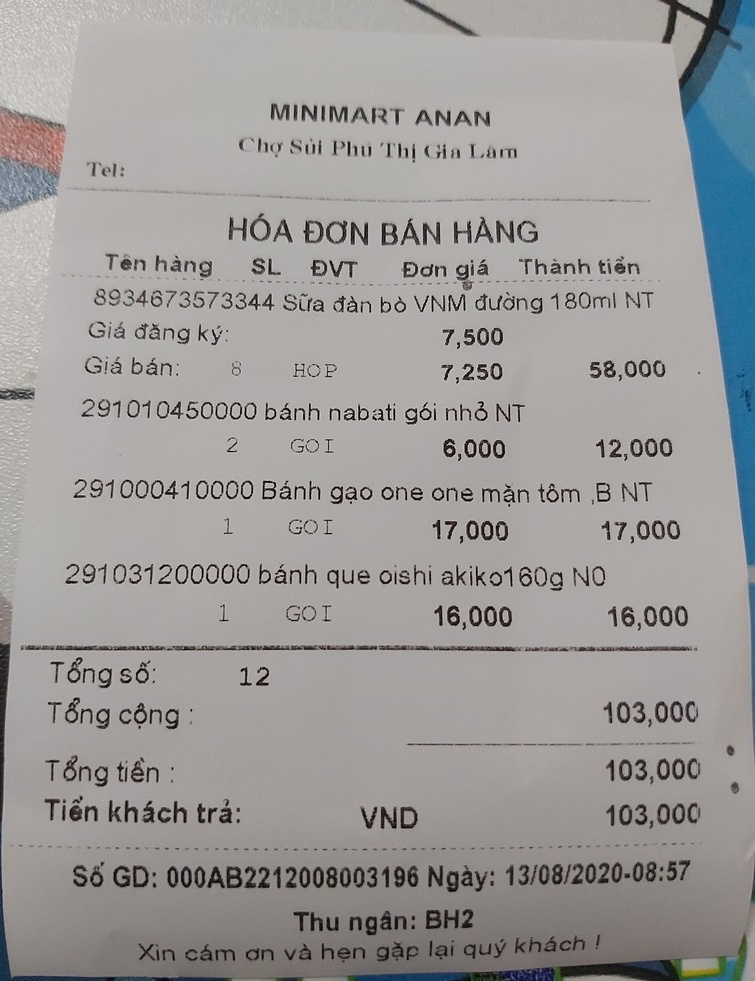 MINIMART ANAN
Chợ Sủi Phú Thị Gia Lâm
Tel:
HÓA ĐƠN BÁN HÀNG
Tên hàng SL ĐVT Đơn giá Thành tiền
8934673573344 Sữa đàn bò VNM đường 180ml NT
Giá đăng ký: 7,500
Giá bán: 8 HOP 7,250 58,000
291010450000 bánh nabati gói nhỏ NT
2 GOI 6,000 12,000
291000410000 Bánh gạo one one mặn tôm ,B NT
1 GOI 17,000 17,000
291031200000 bánh que oishi akiko160g N0
1 GOI 16,000 16,000
Tổng số: 12
Tổng cộng : 103,000
Tổng tiền : 103,000
Tiền khách trả: VND 103,000
Số GD: 000AB2212008003196 Ngày: 13/08/2020-08:57
Thu ngân: BH2
Xin cám ơn và hẹn gặp lại quý khách !